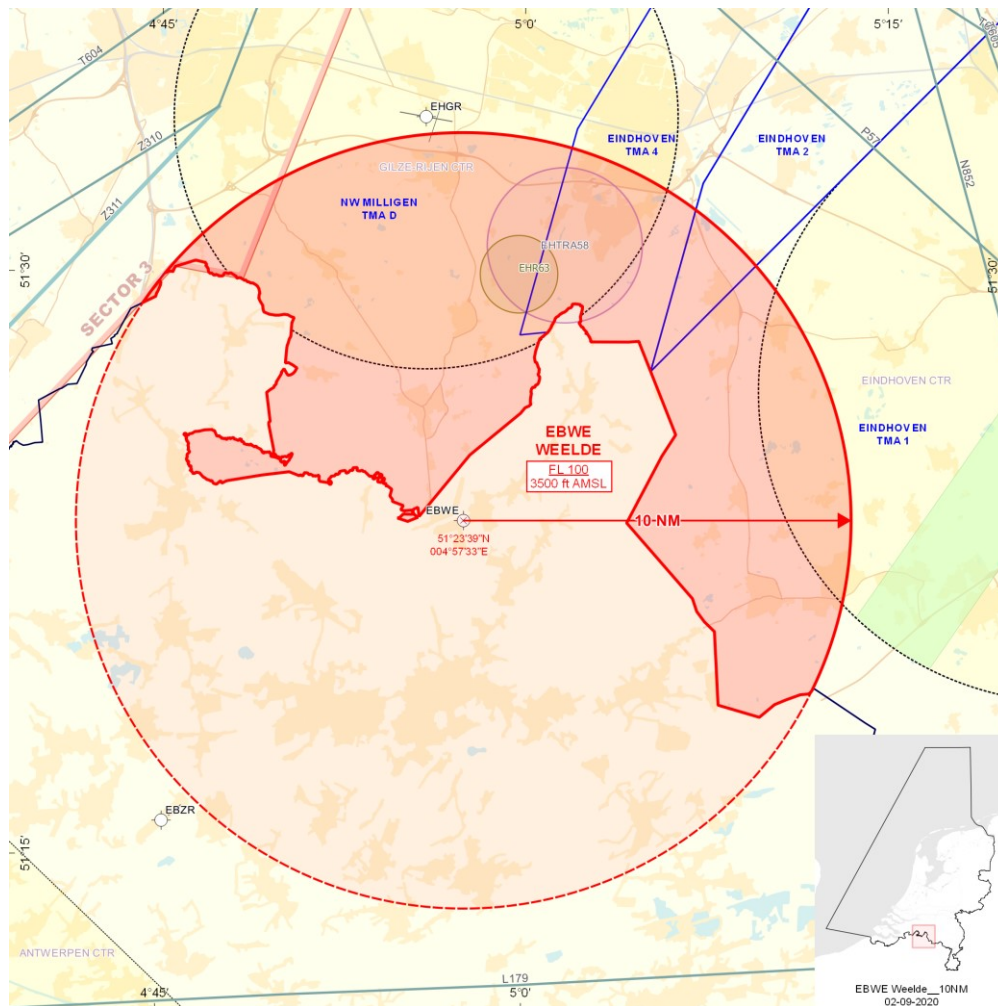 4°45'
5°0'
5°15'
T604
Z310
Z311
EHGR
GILZE-RIJEN CTR
EINDHOVEN
TMA 4
EINDHOVEN
TMA 2
P57
N852
NW MILLIGEN
TMA D
EHTRA58
EHR63
51°30'
51°30'
SECTOR 3
EINDHOVEN CTR
EINDHOVEN
TMA 1
EBWE
WEELDE
FL 100
3500 ft AMSL
EBWE
10-NM
51°23'39"N
004°57'33"E
EBZR
51°15'
ANTWERPEN CTR
L179
4°45'
5°0'
EBWE Weelde__10NM
02-09-2020